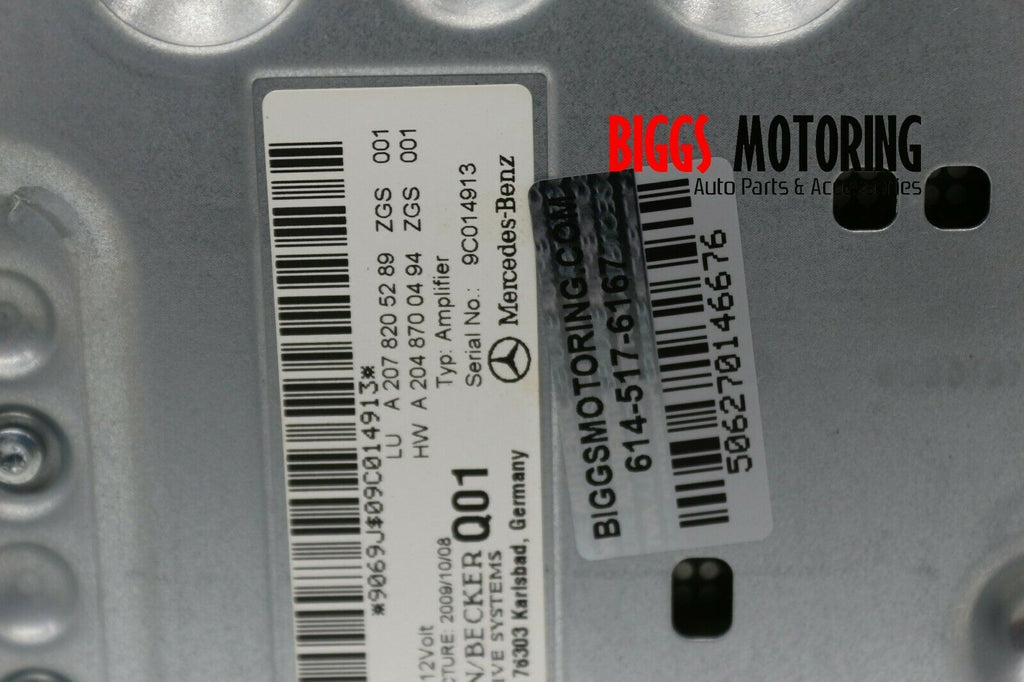 BIGGS MOTORING
Auto Parts & Accessories
*9069J$09C014913*
LU A 207 820 52 89 ZGS 001
HW A 204 870 04 94 ZGS 001
Typ: Amplifier
Serial No.: 9C014913
Mercedes-Benz
12Volt
CTURE: 2009/10/08
N/BECKER Q01
IVE SYSTEMS
76303 Karlsbad, Germany
BIGGSMOTORING.COM
614-517-6167
506270146676